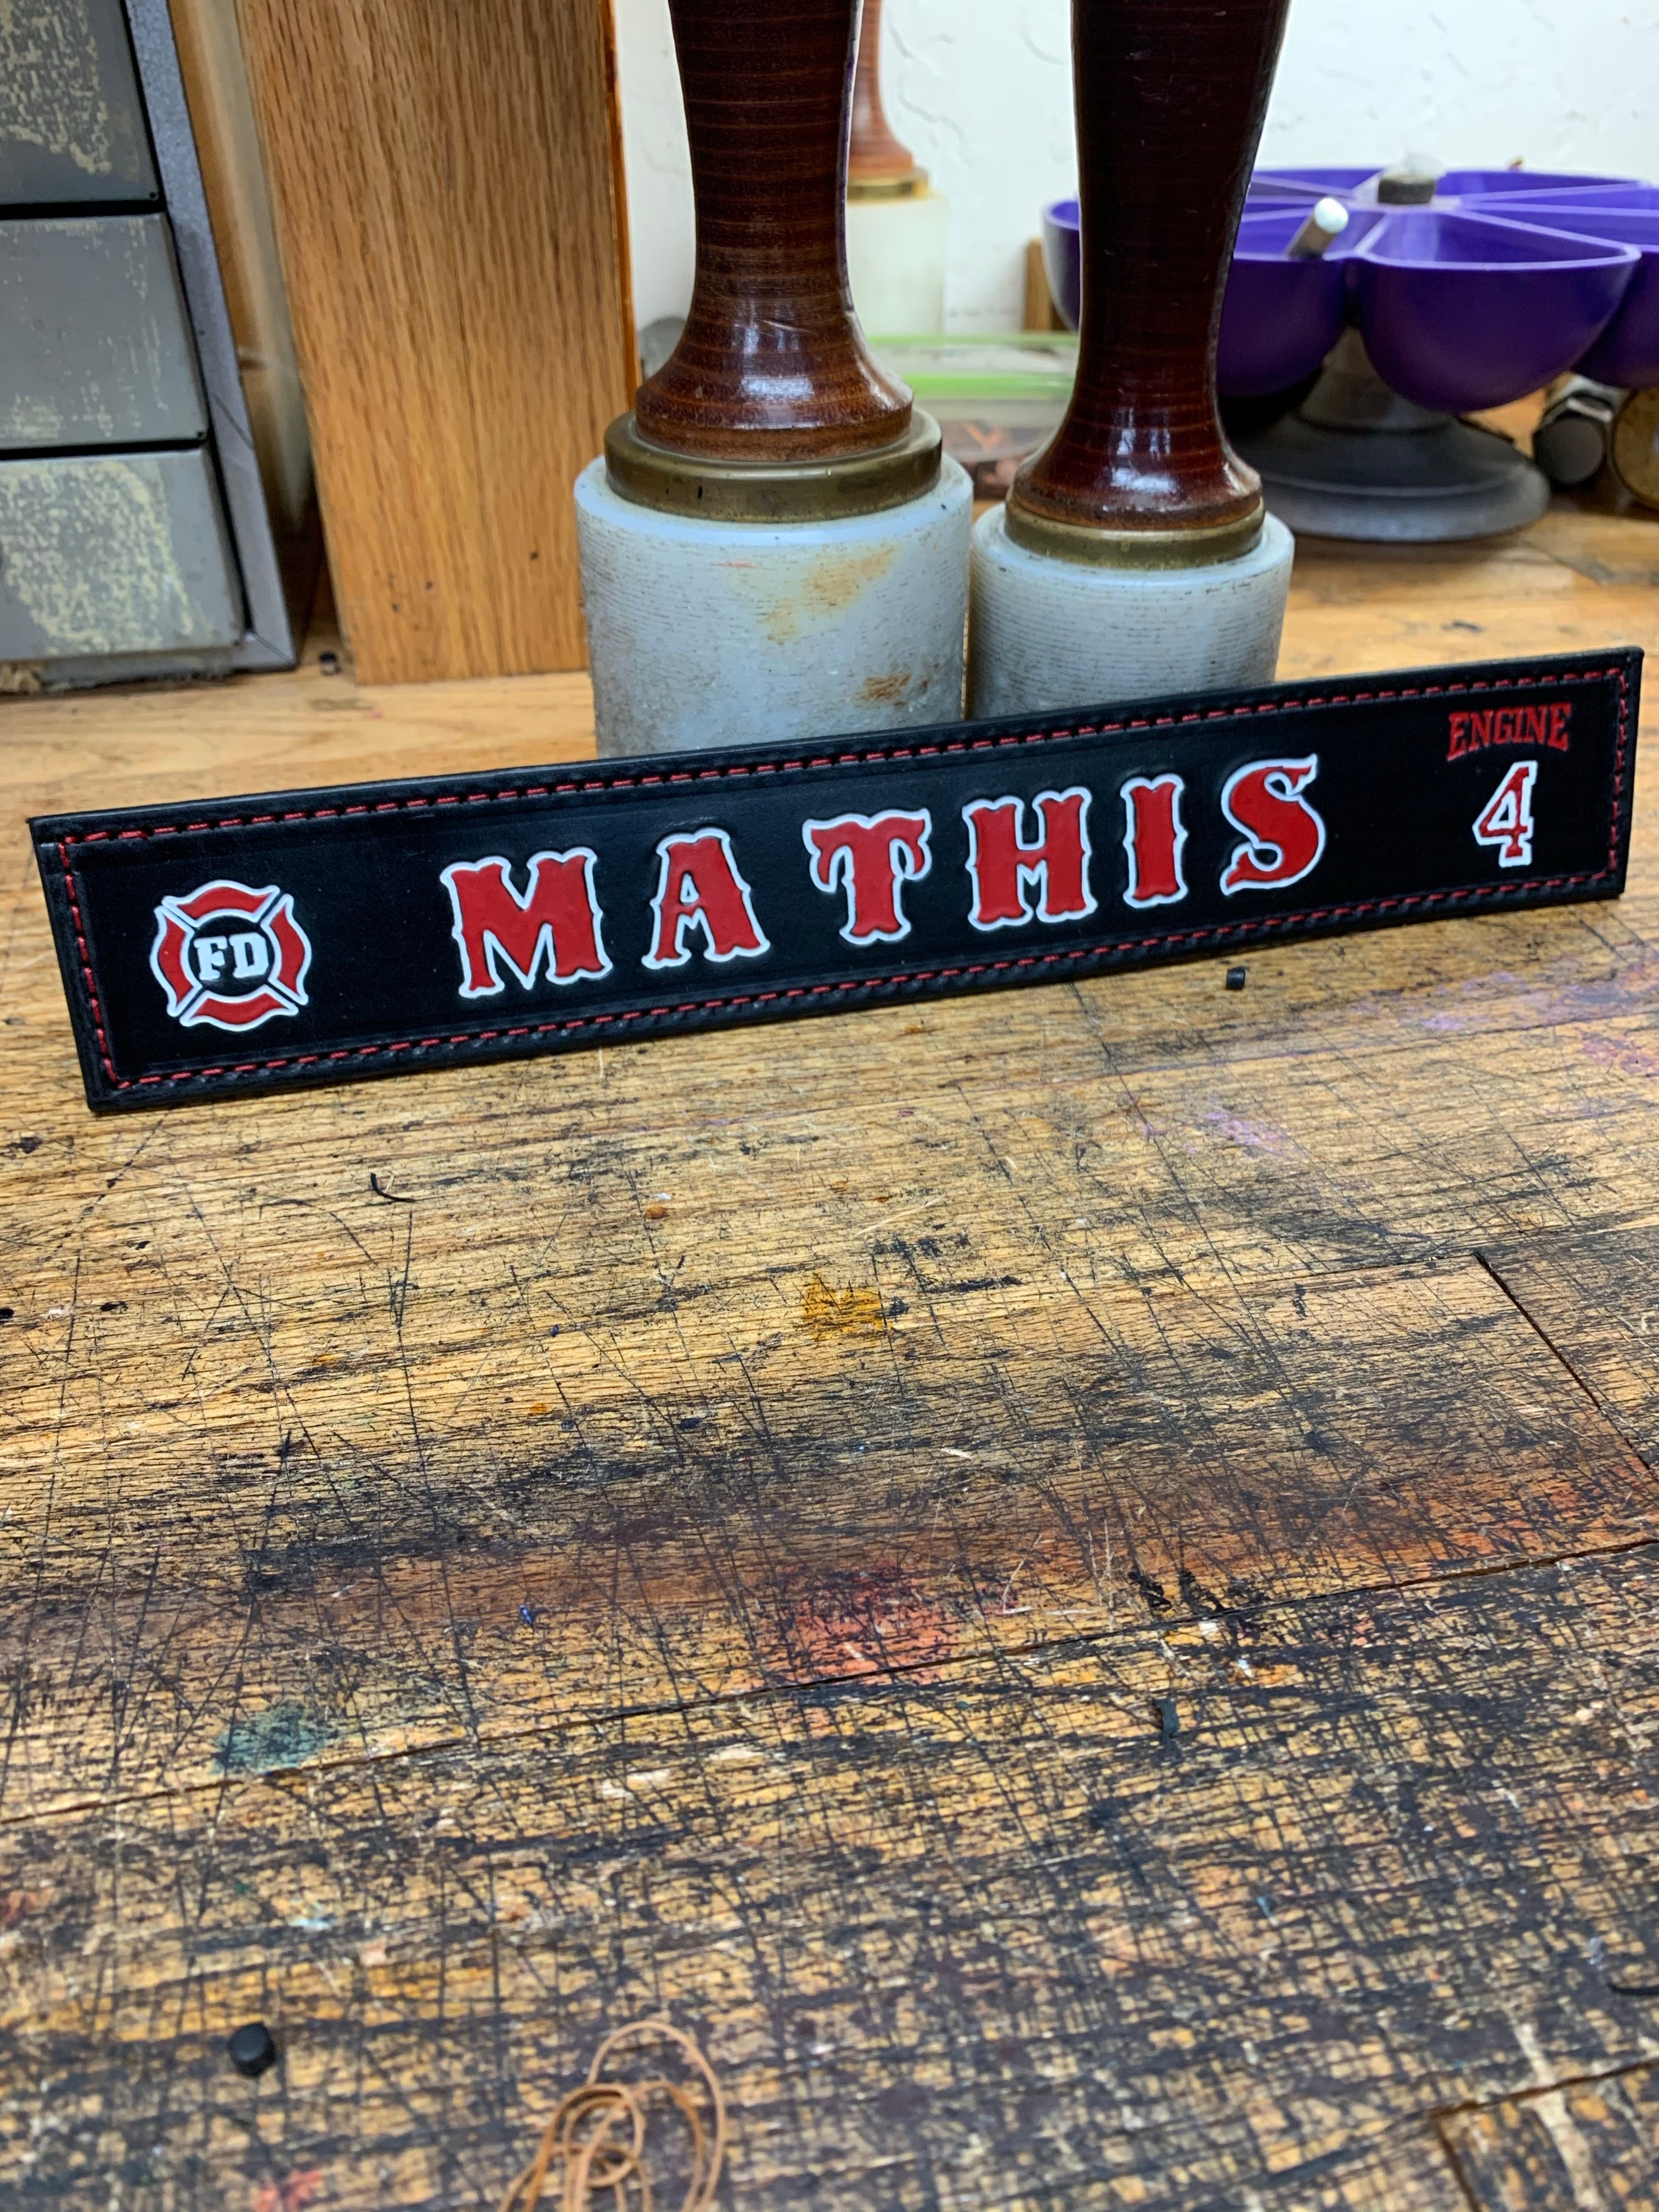 FD
MATHIS
ENGINE
4